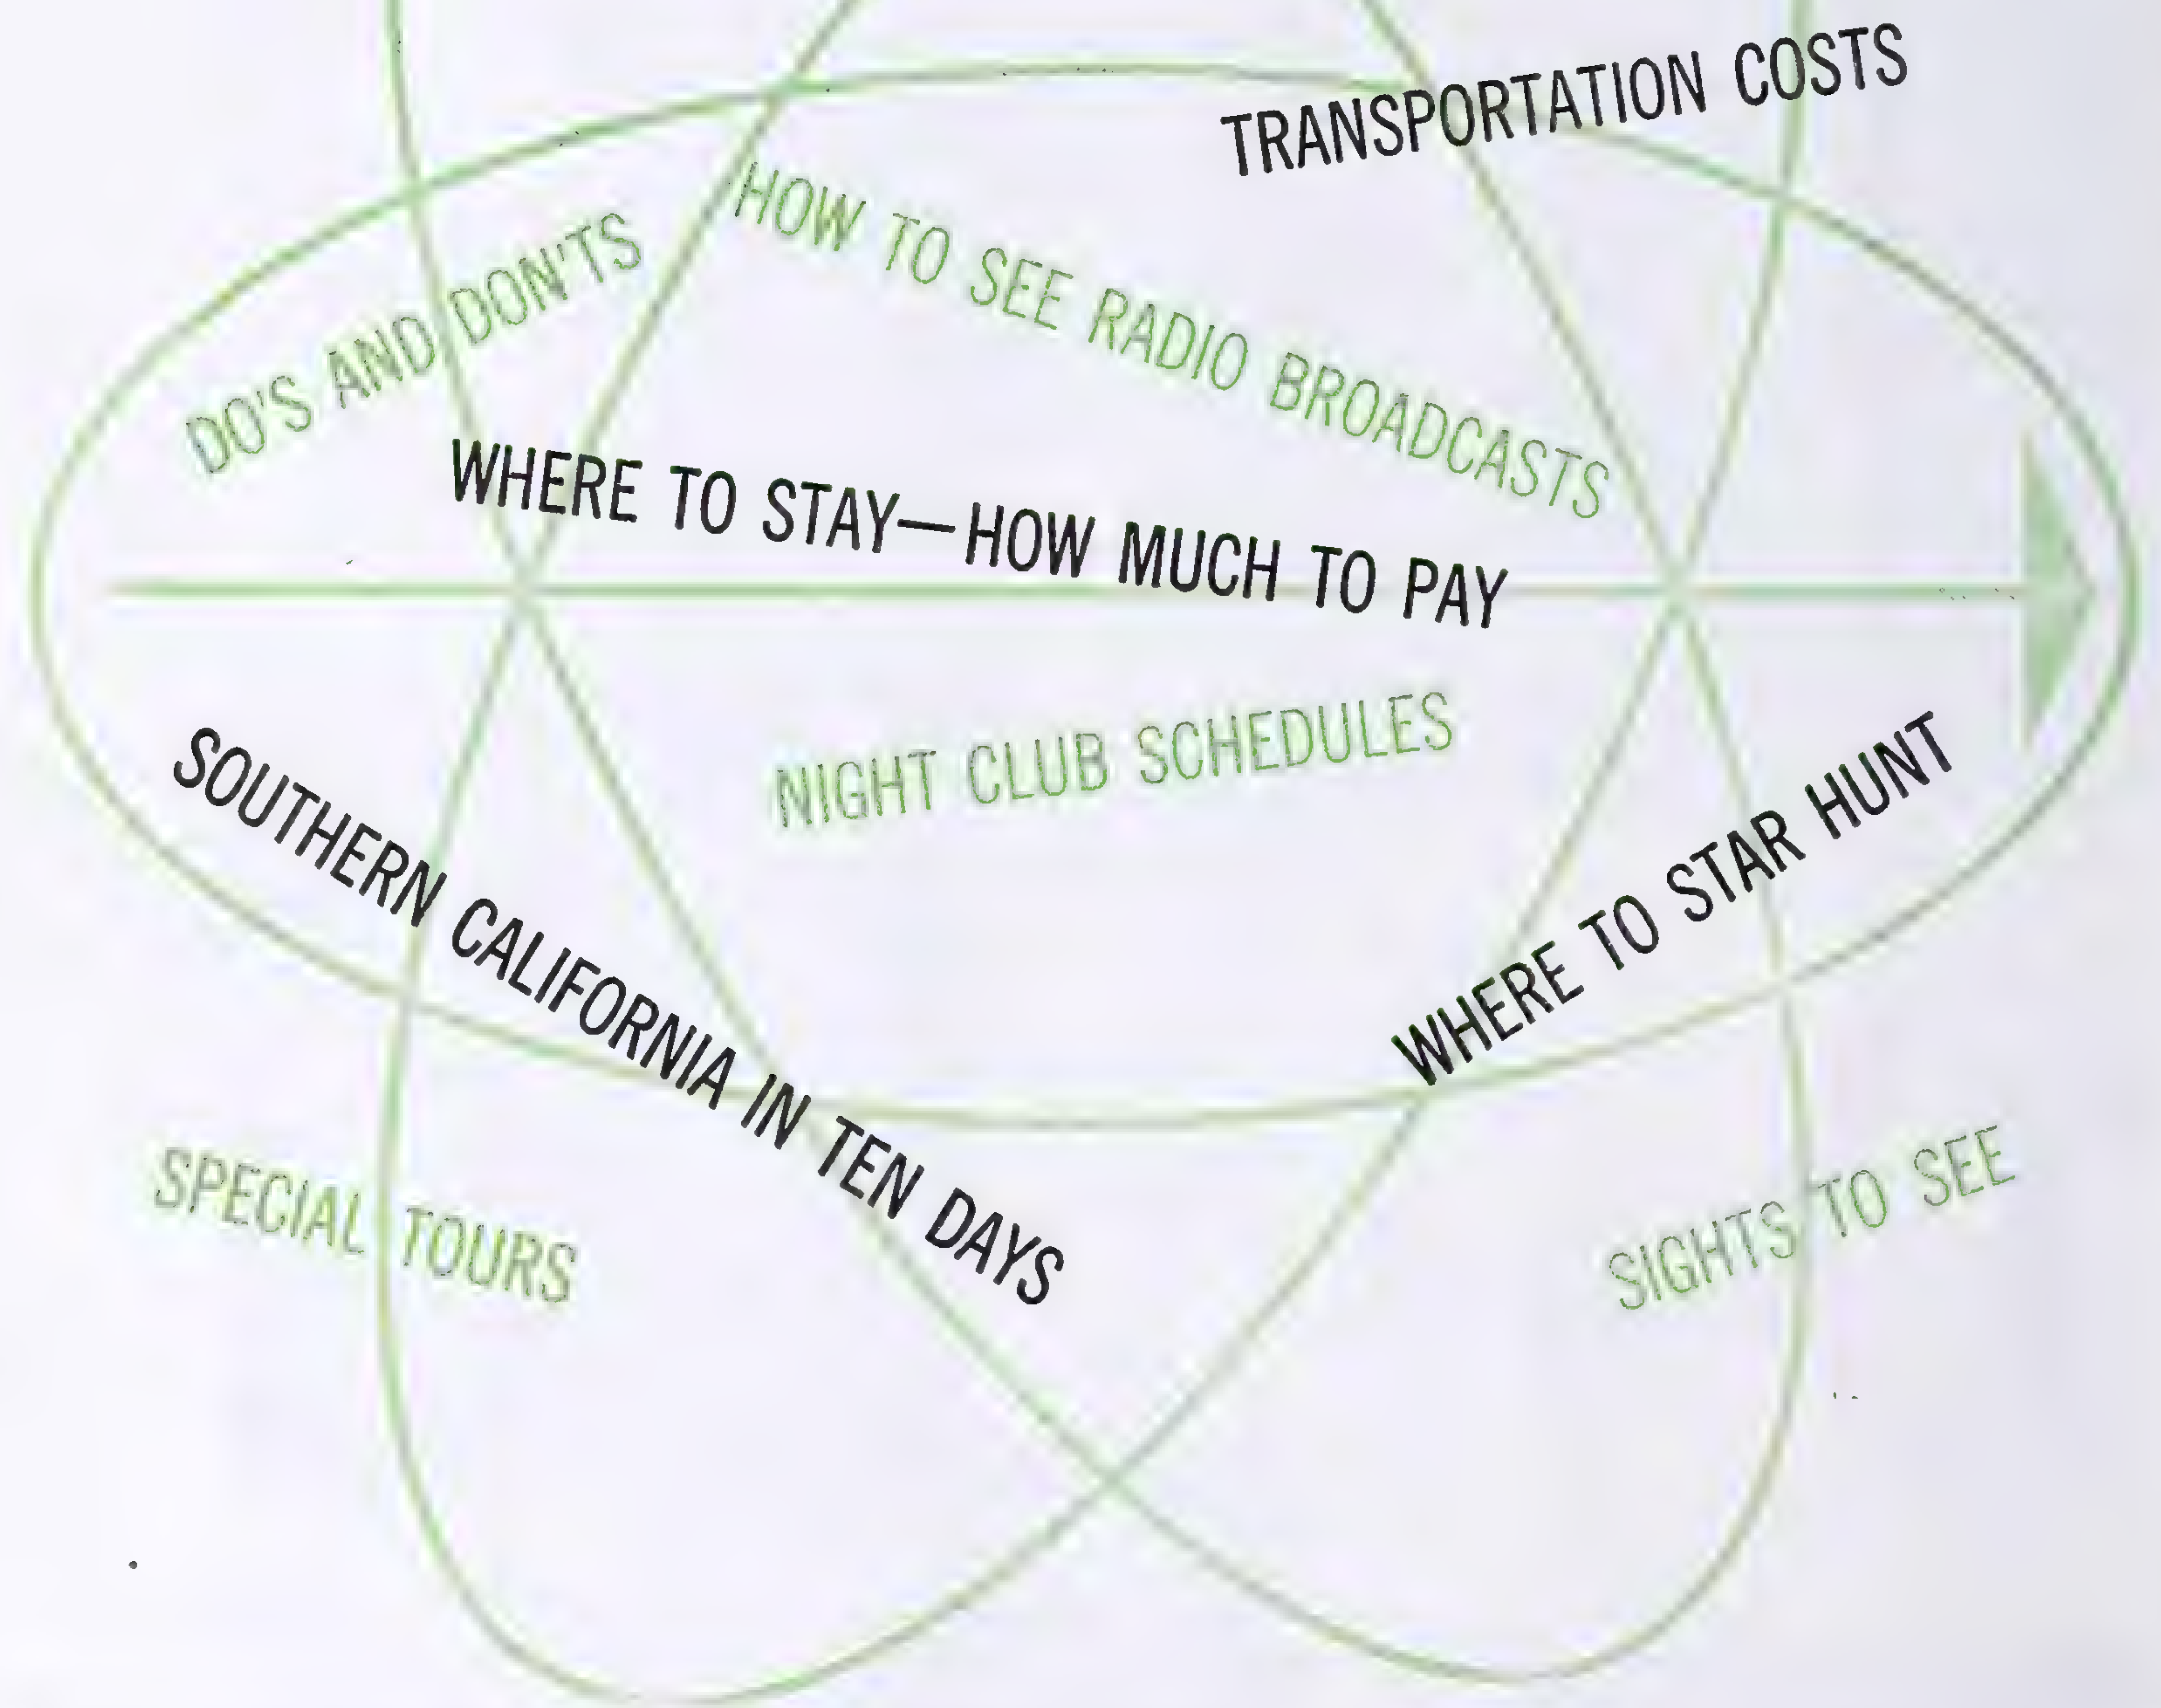 TRANSPORTATION COSTS
HOW TO SEE RADIO BROADCASTS
DO'S AND DON'TS
WHERE TO STAY—HOW MUCH TO PAY
NIGHT CLUB SCHEDULES
SOUTHERN CALIFORNIA IN TEN DAYS
WHERE TO STAR HUNT
SPECIAL TOURS
SIGHTS TO SEE